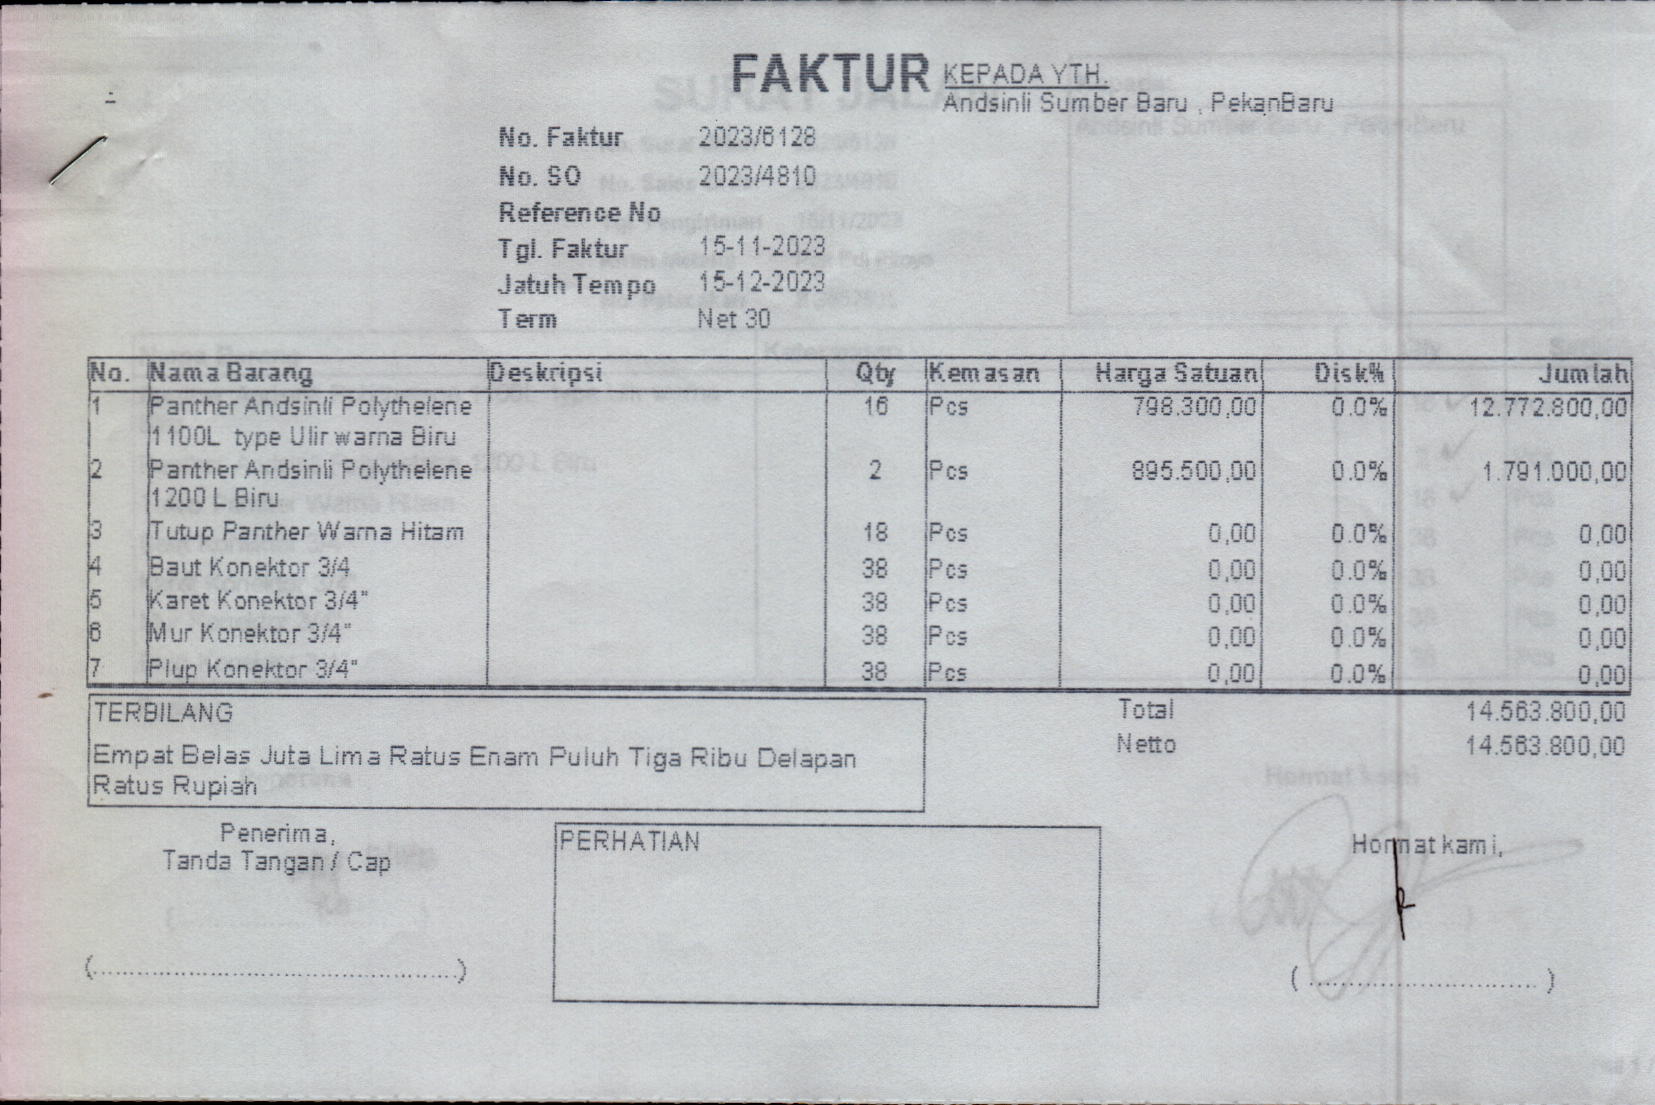 FAKTUR
KEPADA YTH.
Andsinli Sumber Baru , PekanBaru
No. Faktur 2023/6128
No. SO 2023/4810
Reference No
Tgl. Faktur 15-11-2023
Jatuh Tempo 15-12-2023
Term Net 30
No. Nama Barang Deskripsi Qty Kemasan Harga Satuan Disk% Jumlah
1 Panther Andsinli Polythelene 16 Pcs 798.300,00 0.0% 12.772.800,00
1100L type Ulir warna Biru
2 Panther Andsinli Polythelene 2 Pcs 895.500,00 0.0% 1.791.000,00
1200 L Biru
3 Tutup Panther Warna Hitam 18 Pcs 0,00 0.0% 0,00
4 Baut Konektor 3/4 38 Pcs 0,00 0.0% 0,00
5 Karet Konektor 3/4" 38 Pcs 0,00 0.0% 0,00
6 Mur Konektor 3/4" 38 Pcs 0,00 0.0% 0,00
7 Plup Konektor 3/4" 38 Pcs 0,00 0.0% 0,00
TERBILANG
Empat Belas Juta Lima Ratus Enam Puluh Tiga Ribu Delapan
Ratus Rupiah
Total 14.563.800,00
Netto 14.563.800,00
Penerima,
Tanda Tangan / Cap
PERHATIAN
Hormat kami,
(..............................................)
( ............................. )